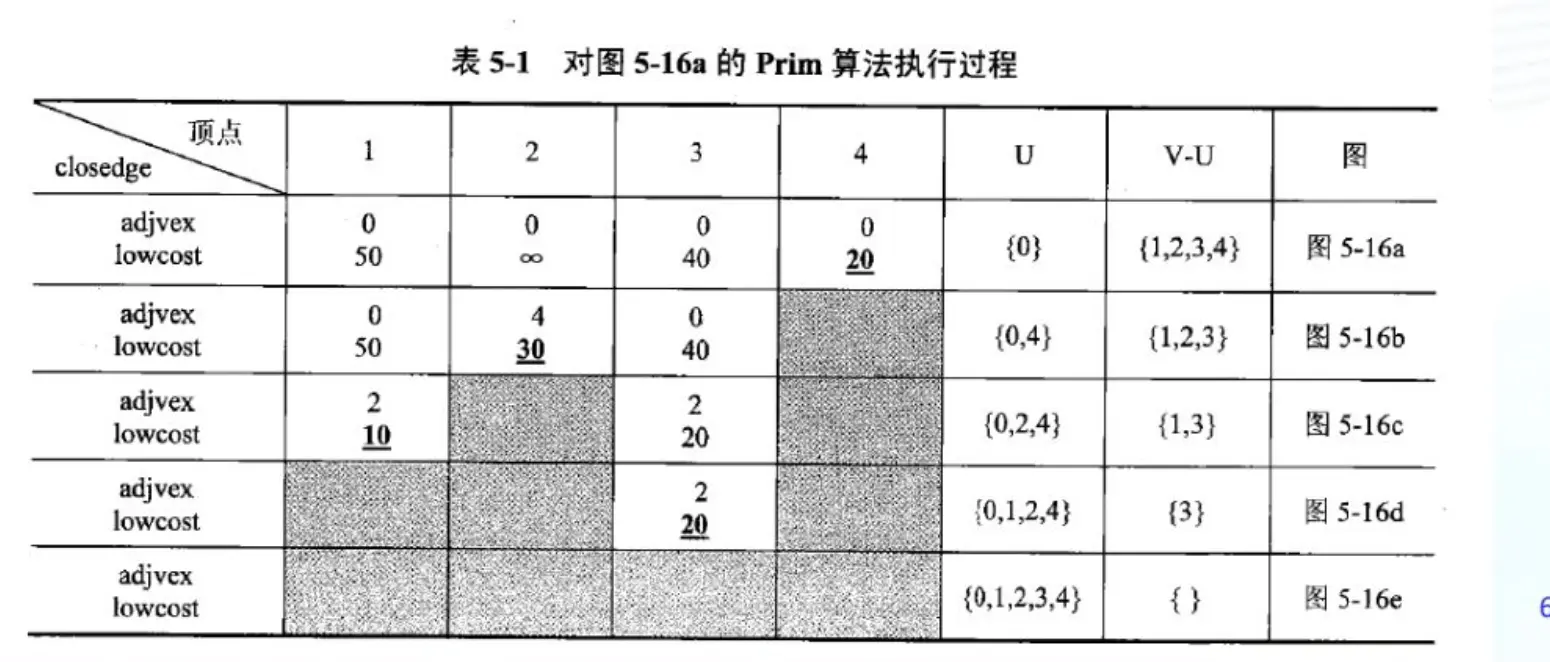 表 5-1 对图 5-16a 的 Prim 算法执行过程
顶点
closedge
1 2 3 4 U V-U 图
adjvex 0 0 0 0
lowcost 50 ∞ 40 20
{0} {1,2,3,4} 图 5-16a
adjvex 0 4 0
lowcost 50 30 40
{0,4} {1,2,3} 图 5-16b
adjvex 2 2
lowcost 10 20
{0,2,4} {1,3} 图 5-16c
adjvex 2
lowcost 20
{0,1,2,4} {3} 图 5-16d
adjvex
lowcost
{0,1,2,3,4} { } 图 5-16e
6